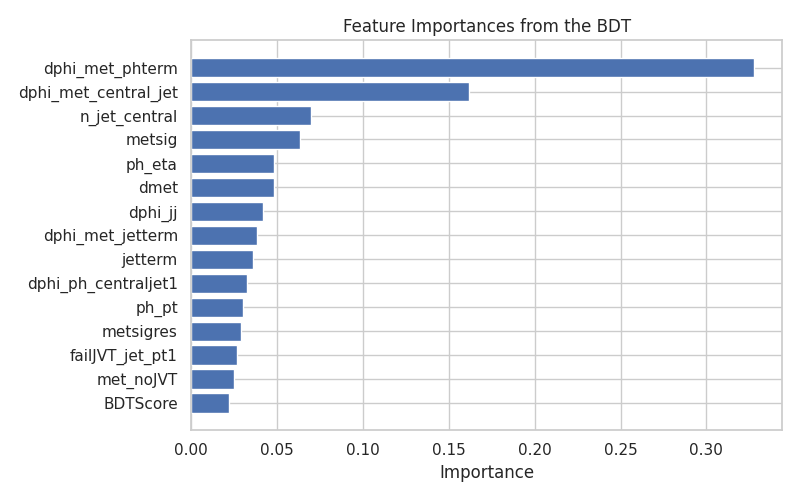 Feature Importances from the BDT
dphi_met_phterm
dphi_met_central_jet
n_jet_central
metsig
ph_eta
dmet
dphi_jj
dphi_met_jetterm
jetterm
dphi_ph_centraljet1
ph_pt
metsigres
failJVT_jet_pt1
met_noJVT
BDTScore
0.00 0.05 0.10 0.15 0.20 0.25 0.30
Importance